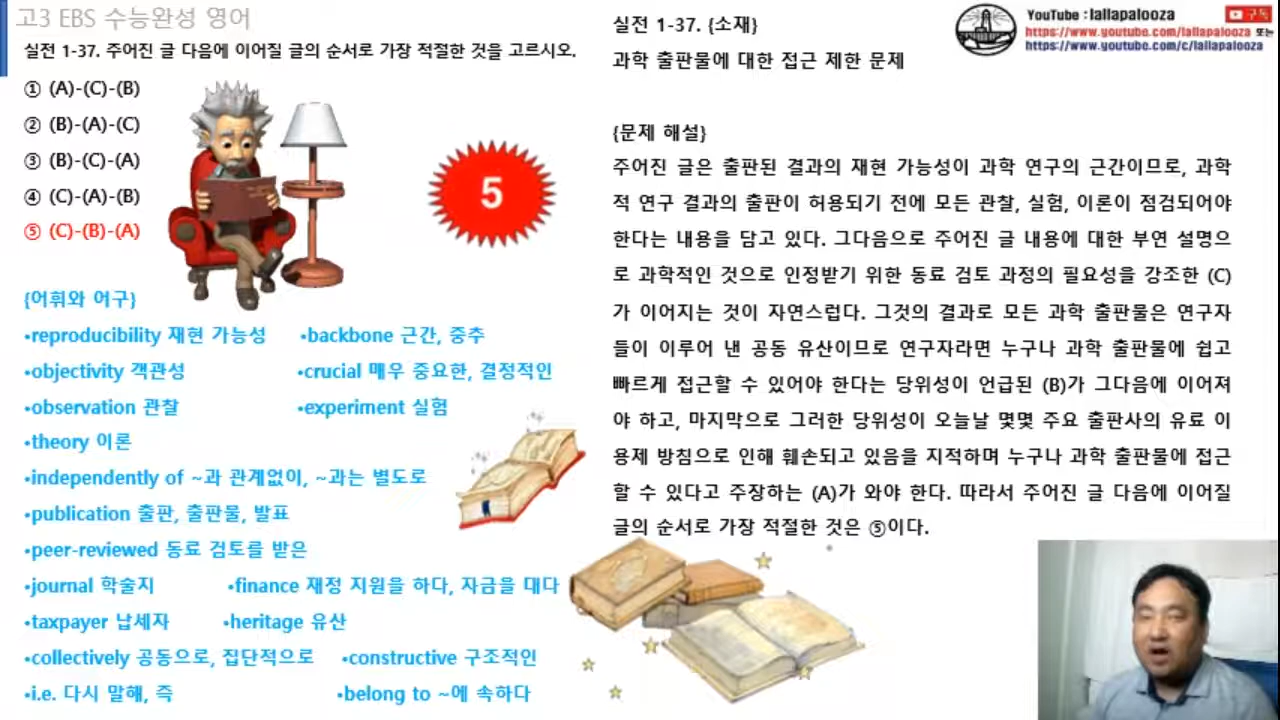 고3 EBS 수능완성 영어
실전 1-37. 주어진 글 다음에 이어질 글의 순서로 가장 적절한 것을 고르시오.
① (A)-(C)-(B)
② (B)-(A)-(C)
③ (B)-(C)-(A)
④ (C)-(A)-(B)
⑤ (C)-(B)-(A)
5
{어휘와 어구}
•reproducibility 재현 가능성 •backbone 근간, 중추
•objectivity 객관성 •crucial 매우 중요한, 결정적인
•observation 관찰 •experiment 실험
•theory 이론
•independently of ~과 관계없이, ~과는 별도로
•publication 출판, 출판물, 발표
•peer-reviewed 동료 검토를 받은
•journal 학술지 •finance 재정 지원을 하다, 자금을 대다
•taxpayer 납세자 •heritage 유산
•collectively 공동으로, 집단적으로 •constructive 구조적인
•i.e. 다시 말해, 즉 •belong to ~에 속하다
실전 1-37. {소재}
과학 출판물에 대한 접근 제한 문제
{문제 해설}
주어진 글은 출판된 결과의 재현 가능성이 과학 연구의 근간이므로, 과학
적 연구 결과의 출판이 허용되기 전에 모든 관찰, 실험, 이론이 점검되어야
한다는 내용을 담고 있다. 그다음으로 주어진 글 내용에 대한 부연 설명으
로 과학적인 것으로 인정받기 위한 동료 검토 과정의 필요성을 강조한 (C)
가 이어지는 것이 자연스럽다. 그것의 결과로 모든 과학 출판물은 연구자
들이 이루어 낸 공동 유산이므로 연구자라면 누구나 과학 출판물에 쉽고
빠르게 접근할 수 있어야 한다는 당위성이 언급된 (B)가 그다음에 이어져
야 하고, 마지막으로 그러한 당위성이 오늘날 몇몇 주요 출판사의 유료 이
용제 방침으로 인해 훼손되고 있음을 지적하며 누구나 과학 출판물에 접근
할 수 있다고 주장하는 (A)가 와야 한다. 따라서 주어진 글 다음에 이어질
글의 순서로 가장 적절한 것은 ⑤이다.
YouTube : lallapalooza
구독
https://www.youtube.com/lallapalooza 또는
https://www.youtube.com/c/lallapalooza